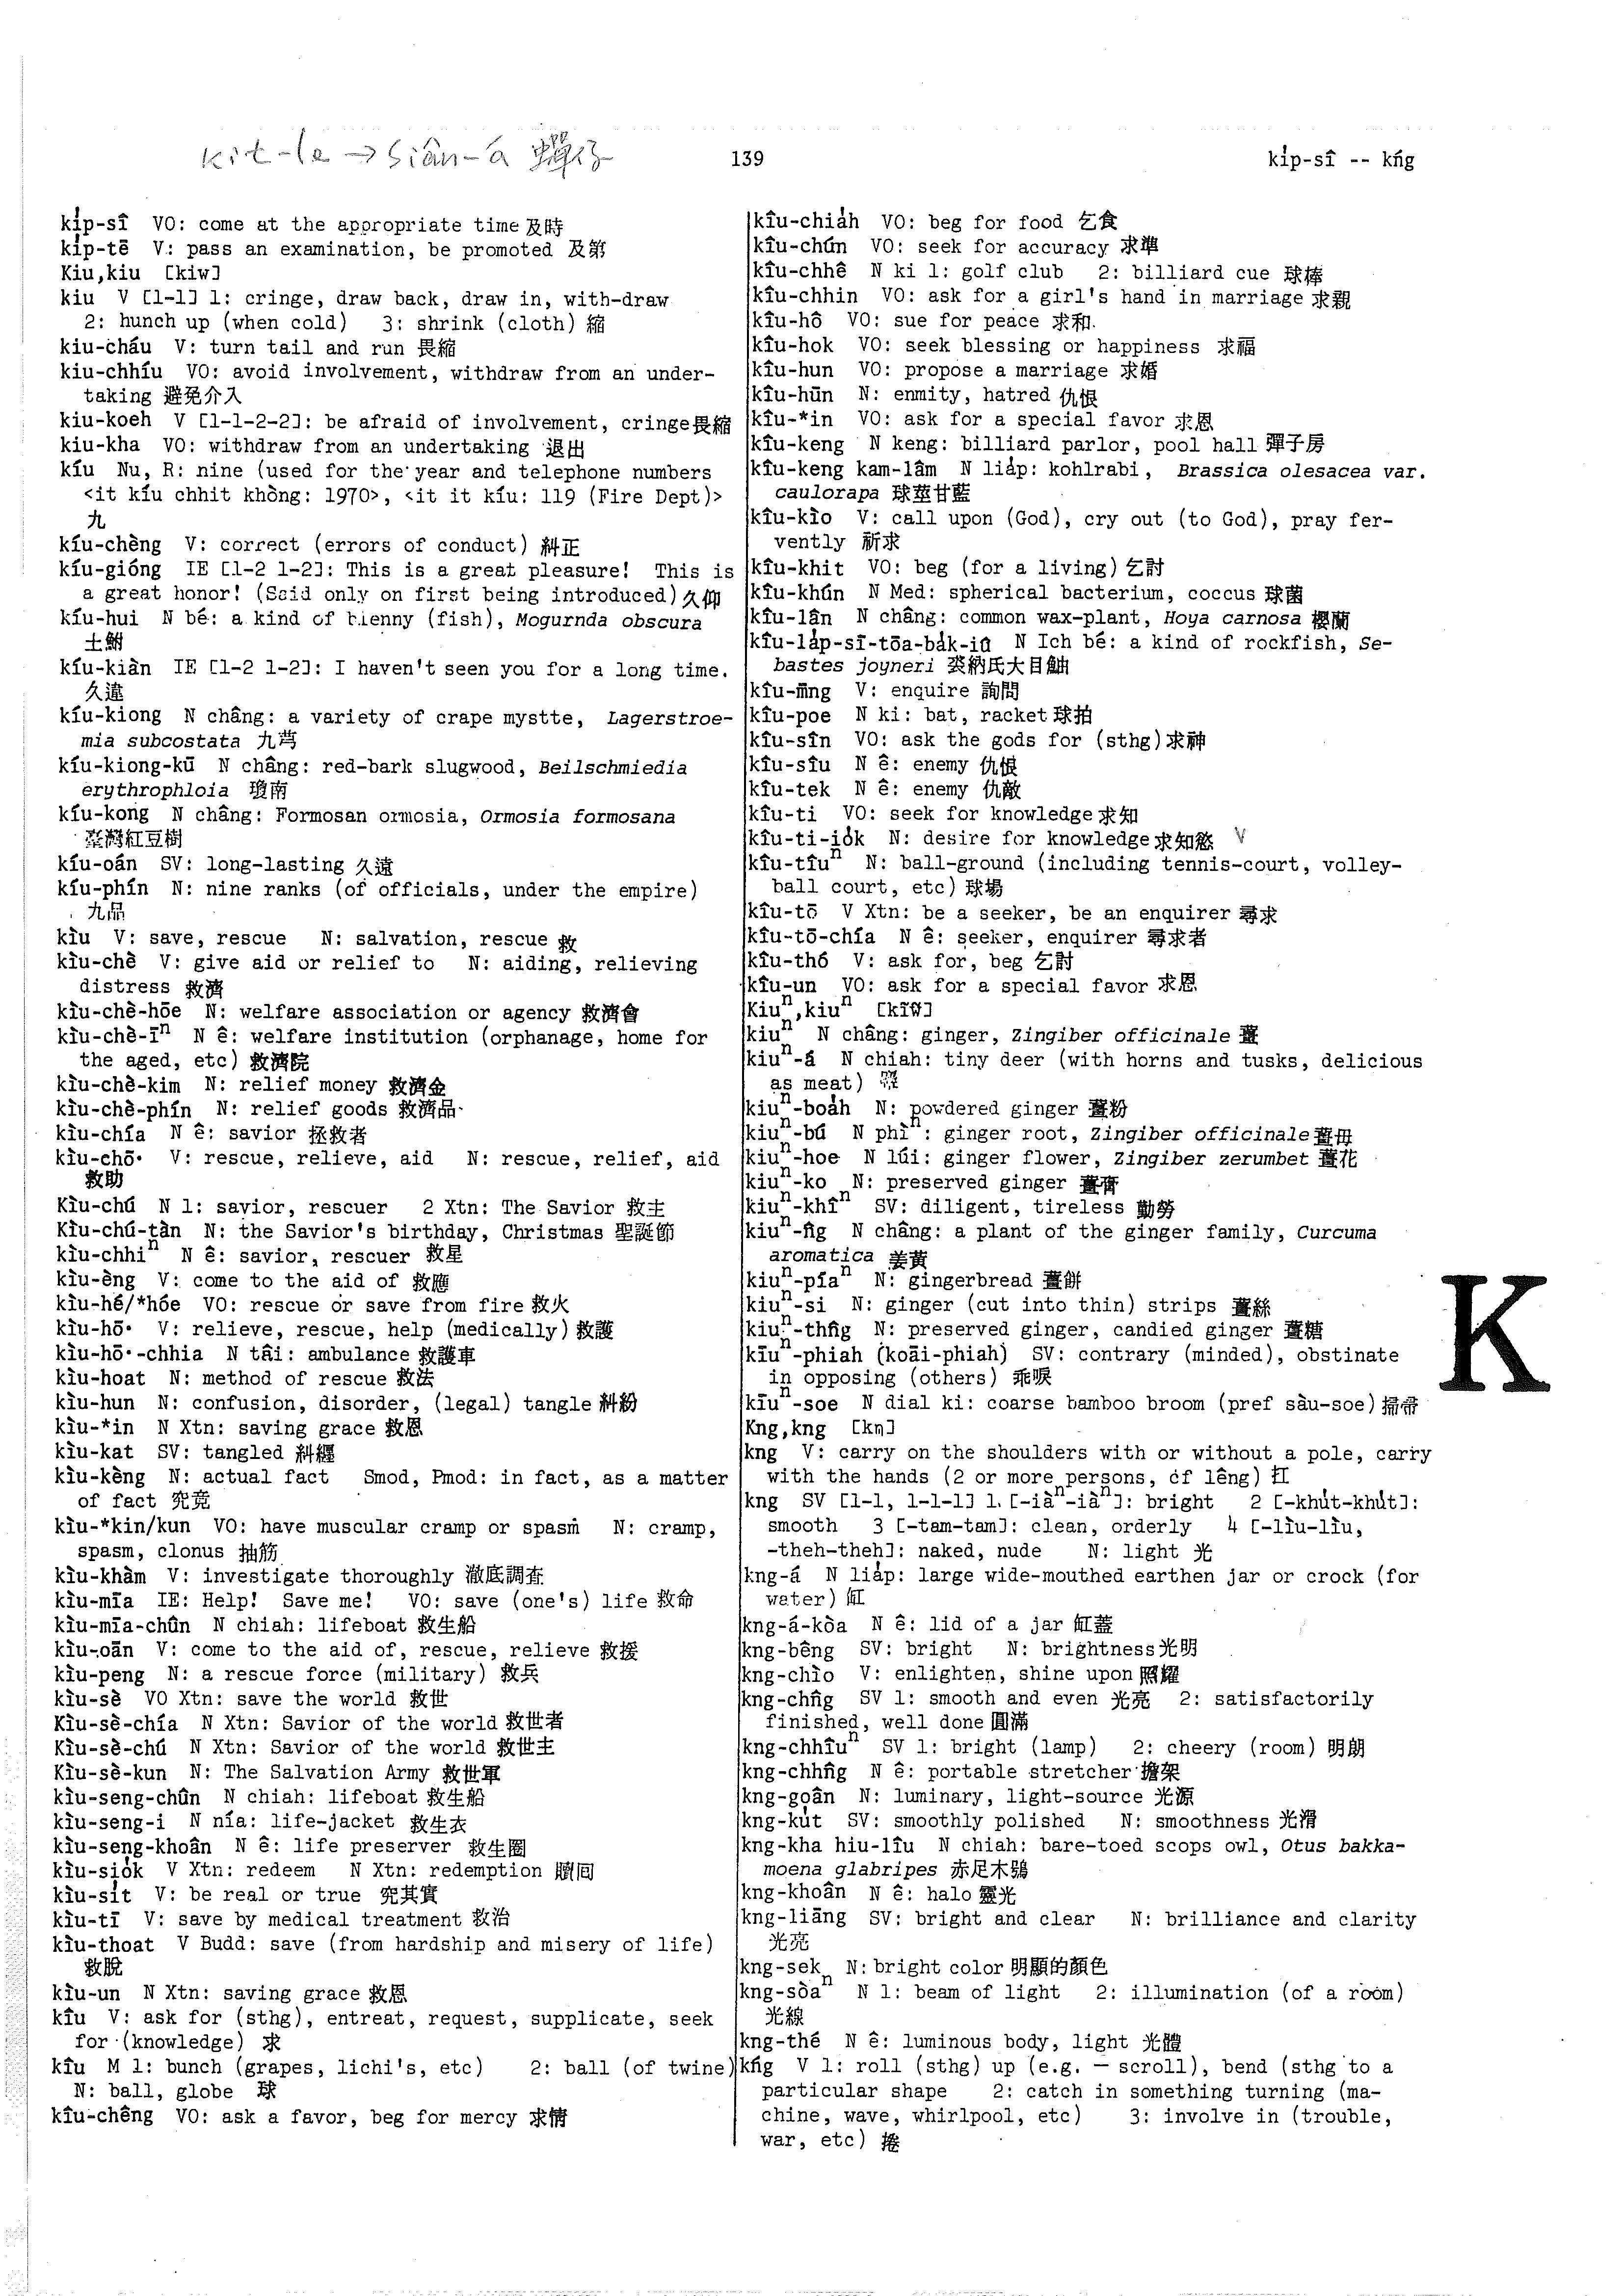 kit-le → siân-á 蟬仔
139
ki̍p-sî -- kńg
ki̍p-sî VO: come at the appropriate time 及時
ki̍p-tē V: pass an examination, be promoted 及第
Kiu,kiu [kiw]
kiu V [1-1] 1: cringe, draw back, draw in, with-draw
2: hunch up (when cold) 3: shrink (cloth) 縮
kiu-cháu V: turn tail and run 畏縮
kiu-chhíu VO: avoid involvement, withdraw from an under-
taking 避免介入
kiu-koeh V [1-1-2-2]: be afraid of involvement, cringe 畏縮
kiu-kha VO: withdraw from an undertaking 退出
kíu Nu, R: nine (used for the year and telephone numbers
<it kíu chhit khòng: 1970>, <it it kíu: 119 (Fire Dept)>
九
kíu-chèng V: correct (errors of conduct) 糾正
kíu-gióng IE [1-2 1-2]: This is a great pleasure! This is
a great honor! (Said only on first being introduced) 久仰
kíu-hui N bé: a kind of blenny (fish), Mogurnda obscura
土鮒
kíu-kiàn IE [1-2 1-2]: I haven't seen you for a long time.
久違
kíu-kiong N châng: a variety of crape mystte, Lagerstroe-
mia subcostata 九芎
kíu-kiong-kū N châng: red-bark slugwood, Beilschmiedia
erythrophloia 瓊南
kíu-kong N châng: Formosan ormosia, Ormosia formosana
臺灣紅豆樹
kíu-oán SV: long-lasting 久遠
kíu-phín N: nine ranks (of officials, under the empire)
九品
kìu V: save, rescue N: salvation, rescue 救
kìu-chè V: give aid or relief to N: aiding, relieving
distress 救濟
kìu-chè-hōe N: welfare association or agency 救濟會
kìu-chè-īⁿ N ê: welfare institution (orphanage, home for
the aged, etc) 救濟院
kìu-chè-kim N: relief money 救濟金
kìu-chè-phín N: relief goods 救濟品
kìu-chía N ê: savior 拯救者
kìu-chō͘ V: rescue, relieve, aid N: rescue, relief, aid
救助
Kìu-chú N 1: savior, rescuer 2 Xtn: The Savior 救主
Kìu-chú-tàn N: the Savior's birthday, Christmas 聖誕節
kìu-chhiⁿ N ê: savior, rescuer 救星
kìu-èng V: come to the aid of 救應
kìu-hé/*hóe VO: rescue or save from fire 救火
kìu-hō͘ V: relieve, rescue, help (medically) 救護
kìu-hō͘-chhia N tâi: ambulance 救護車
kìu-hoat N: method of rescue 救法
kìu-hun N: confusion, disorder, (legal) tangle 糾紛
kìu-*in N Xtn: saving grace 救恩
kìu-kat SV: tangled 糾纏
kìu-kèng N: actual fact Smod, Pmod: in fact, as a matter
of fact 究竟
kìu-*kin/kun VO: have muscular cramp or spasm N: cramp,
spasm, clonus 抽筋
kìu-khàm V: investigate thoroughly 澈底調查
kìu-mīa IE: Help! Save me! VO: save (one's) life 救命
kìu-mīa-chûn N chiah: lifeboat 救生船
kìu-oān V: come to the aid of, rescue, relieve 救援
kìu-peng N: a rescue force (military) 救兵
kìu-sè VO Xtn: save the world 救世
Kìu-sè-chía N Xtn: Savior of the world 救世者
Kìu-sè-chú N Xtn: Savior of the world 救世主
Kìu-sè-kun N: The Salvation Army 救世軍
kìu-seng-chûn N chiah: lifeboat 救生船
kìu-seng-i N nía: life-jacket 救生衣
kìu-seng-khoân N ê: life preserver 救生圈
kìu-sio̍k V Xtn: redeem N Xtn: redemption 贖回
kìu-si̍t V: be real or true 究其實
kìu-tī V: save by medical treatment 救治
kìu-thoat V Budd: save (from hardship and misery of life)
救脫
kìu-un N Xtn: saving grace 救恩
kîu V: ask for (sthg), entreat, request, supplicate, seek
for (knowledge) 求
kîu M 1: bunch (grapes, lichi's, etc) 2: ball (of twine)
N: ball, globe 球
kîu-chêng VO: ask a favor, beg for mercy 求情
kîu-chia̍h VO: beg for food 乞食
kîu-chún VO: seek for accuracy 求準
kîu-chhê N ki 1: golf club 2: billiard cue 球棒
kîu-chhin VO: ask for a girl's hand in marriage 求親
kîu-hô VO: sue for peace 求和
kîu-hok VO: seek blessing or happiness 求福
kîu-hun VO: propose a marriage 求婚
kîu-hūn N: enmity, hatred 仇恨
kîu-*in VO: ask for a special favor 求恩
kîu-keng N keng: billiard parlor, pool hall 彈子房
kîu-keng kam-lâm N lia̍p: kohlrabi, Brassica olesacea var.
caulorapa 球莖甘藍
kîu-kìo V: call upon (God), cry out (to God), pray fer-
vently 祈求
kîu-khit VO: beg (for a living) 乞討
kîu-khún N Med: spherical bacterium, coccus 球菌
kîu-lân N châng: common wax-plant, Hoya carnosa 櫻蘭
kîu-la̍p-sī-tōa-ba̍k-iû N Ich bé: a kind of rockfish, Se-
bastes joyneri 裘納氏大目鮋
kîu-m̄ng V: enquire 詢問
kîu-poe N ki: bat, racket 球拍
kîu-sîn VO: ask the gods for (sthg) 求神
kîu-sîu N ê: enemy 仇恨
kîu-tek N ê: enemy 仇敵
kîu-ti VO: seek for knowledge 求知
kîu-ti-io̍k N: desire for knowledge 求知慾 V
kîu-tîuⁿ N: ball-ground (including tennis-court, volley-
ball court, etc) 球場
kîu-tō V Xtn: be a seeker, be an enquirer 尋求
kîu-tō-chía N ê: seeker, enquirer 尋求者
kîu-thó V: ask for, beg 乞討
kîu-un VO: ask for a special favor 求恩
Kiuⁿ,kiuⁿ [kĩw̃]
kiuⁿ N châng: ginger, Zingiber officinale 薑
kiuⁿ-á N chiah: tiny deer (with horns and tusks, delicious
as meat)
kiuⁿ-boa̍h N: powdered ginger 薑粉
kiuⁿ-bú N phìⁿ: ginger root, Zingiber officinale 薑母
kiuⁿ-hoe N lúi: ginger flower, Zingiber zerumbet 薑花
kiuⁿ-ko N: preserved ginger 薑膏
kiuⁿ-khîⁿ SV: diligent, tireless 勤勞
kiuⁿ-n̂g N châng: a plant of the ginger family, Curcuma
aromatica 姜黃
kiuⁿ-píaⁿ N: gingerbread 薑餅
kiuⁿ-si N: ginger (cut into thin) strips 薑絲
kiuⁿ-thn̂g N: preserved ginger, candied ginger 薑糖
kīuⁿ-phiah (koāi-phiah) SV: contrary (minded), obstinate
in opposing (others) 乖戾
kīuⁿ-soe N dial ki: coarse bamboo broom (pref sàu-soe) 掃帚
Kng,kng [kŋ]
kng V: carry on the shoulders with or without a pole, carry
with the hands (2 or more persons, cf lêng) 扛
kng SV [1-1, 1-1-1] 1 [-iàⁿ-iàⁿ]: bright 2 [-khu̍t-khu̍t]:
smooth 3 [-tam-tam]: clean, orderly 4 [-lìu-lìu,
-theh-theh]: naked, nude N: light 光
kng-á N lia̍p: large wide-mouthed earthen jar or crock (for
water) 缸
kng-á-kòa N ê: lid of a jar 缸蓋
kng-bêng SV: bright N: brightness 光明
kng-chìo V: enlighten, shine upon 照耀
kng-chn̂g SV 1: smooth and even 光亮 2: satisfactorily
finished, well done 圓滿
kng-chhîuⁿ SV 1: bright (lamp) 2: cheery (room) 明朗
kng-chhn̂g N ê: portable stretcher 擔架
kng-goân N: luminary, light-source 光源
kng-ku̍t SV: smoothly polished N: smoothness 光滑
kng-kha hiu-lîu N chiah: bare-toed scops owl, Otus bakka-
moena glabripes 赤足木鴞
kng-khoân N ê: halo 靈光
kng-liāng SV: bright and clear N: brilliance and clarity
光亮
kng-sek N: bright color 明顯的顏色
kng-sòaⁿ N 1: beam of light 2: illumination (of a room)
光線
kng-thé N ê: luminous body, light 光體
kńg V 1: roll (sthg) up (e.g. — scroll), bend (sthg to a
particular shape 2: catch in something turning (ma-
chine, wave, whirlpool, etc) 3: involve in (trouble,
war, etc) 捲
K